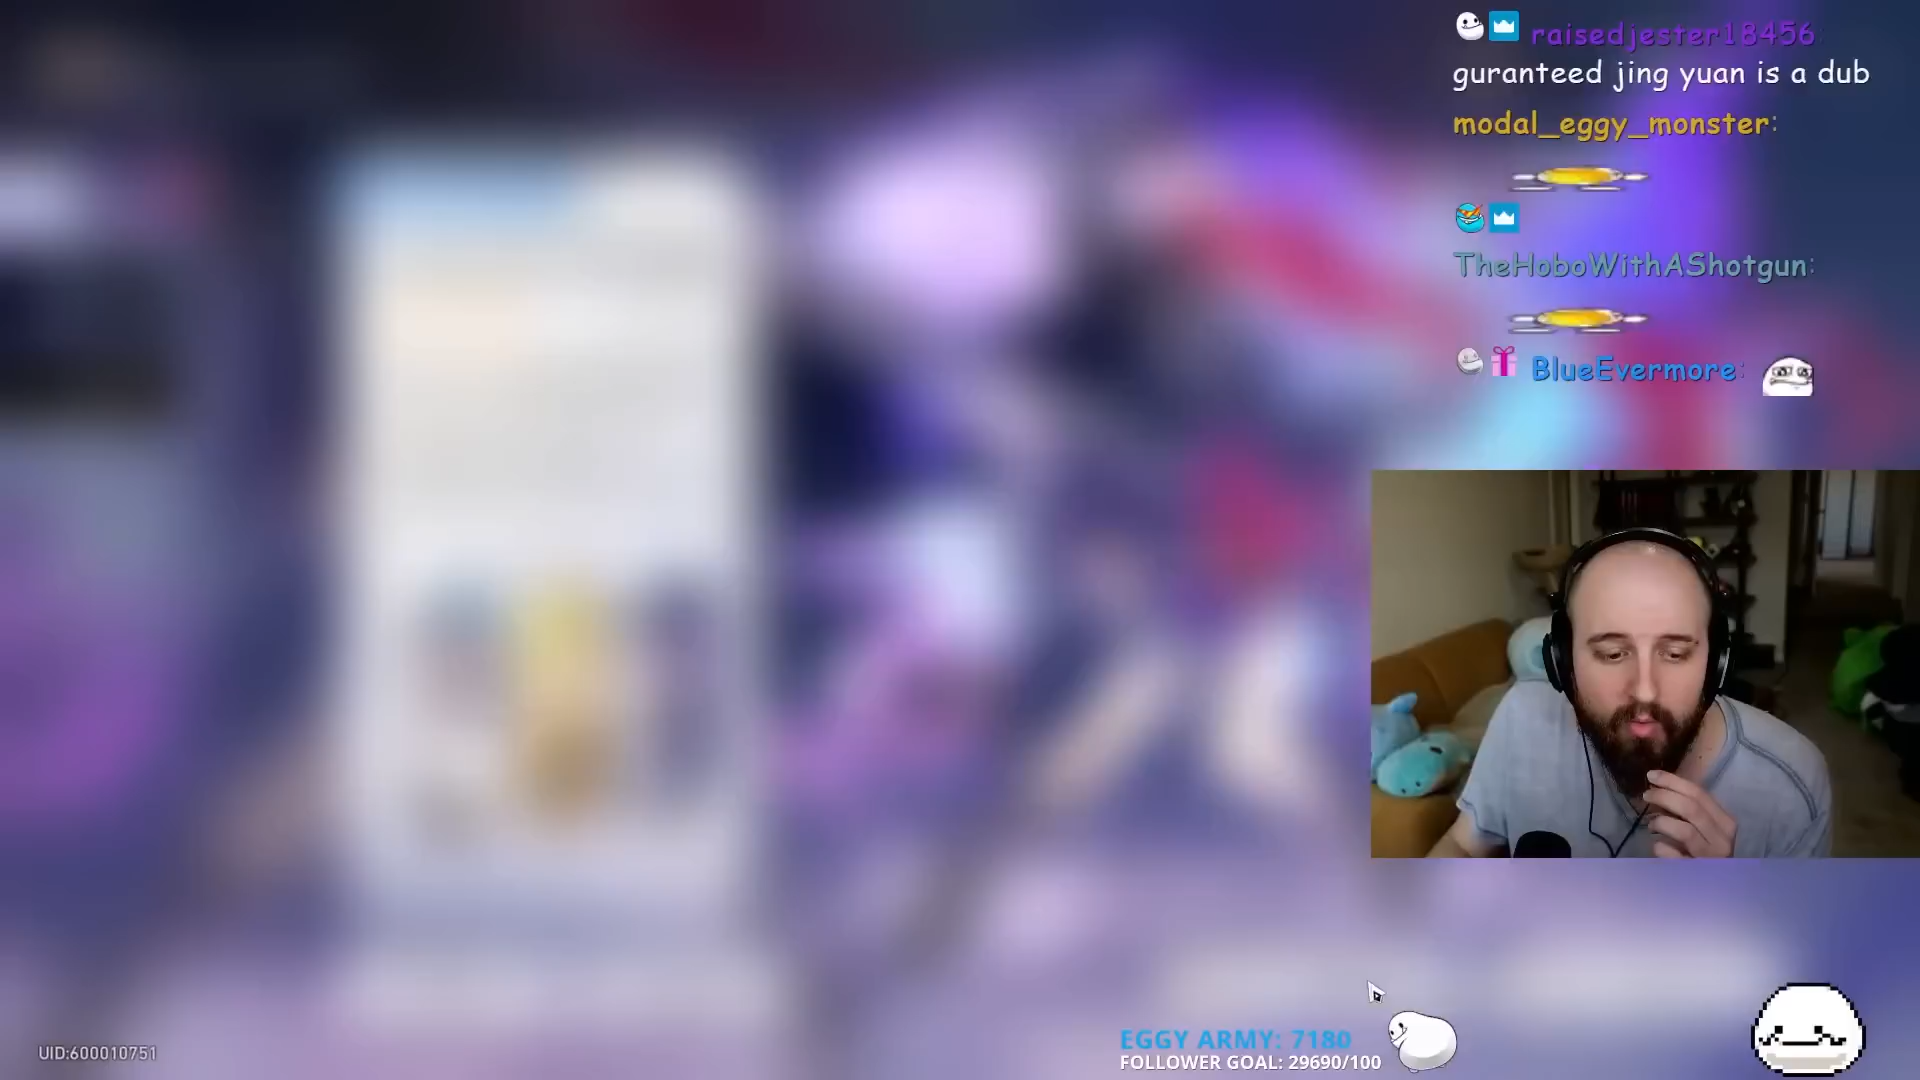 raisedjester18456:
guranteed jing yuan is a dub
modal_eggy_monster:
TheHoboWithAShotgun:
BlueEvermore:
EGGY ARMY: 7180
FOLLOWER GOAL: 29690/100
UID:600010751